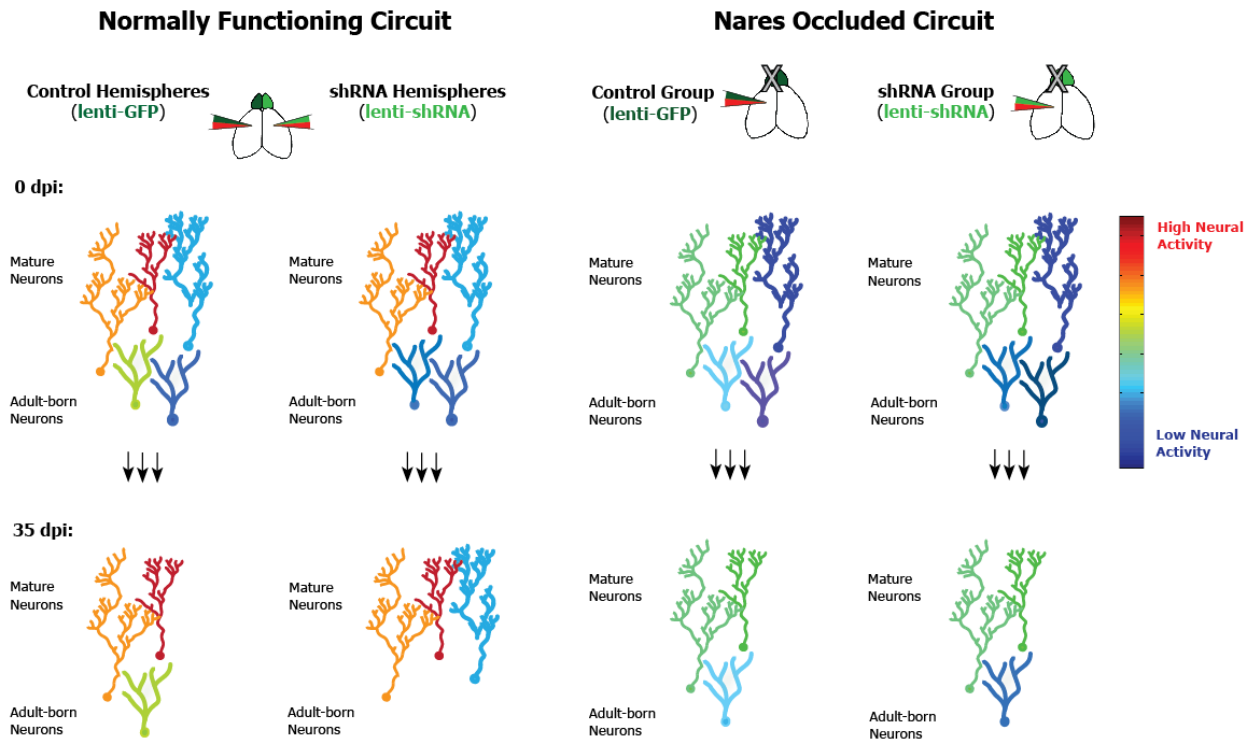 Normally Functioning Circuit
Nares Occluded Circuit
Control Hemispheres
(lenti-GFP)
shRNA Hemispheres
(lenti-shRNA)
Control Group
(lenti-GFP)
shRNA Group
(lenti-shRNA)
X
X
0 dpi:
Mature
Neurons
Mature
Neurons
Mature
Neurons
Mature
Neurons
High Neural
Activity
Adult-born
Neurons
Adult-born
Neurons
Adult-born
Neurons
Adult-born
Neurons
Low Neural
Activity
35 dpi:
Mature
Neurons
Mature
Neurons
Mature
Neurons
Mature
Neurons
Adult-born
Neurons
Adult-born
Neurons
Adult-born
Neurons
Adult-born
Neurons